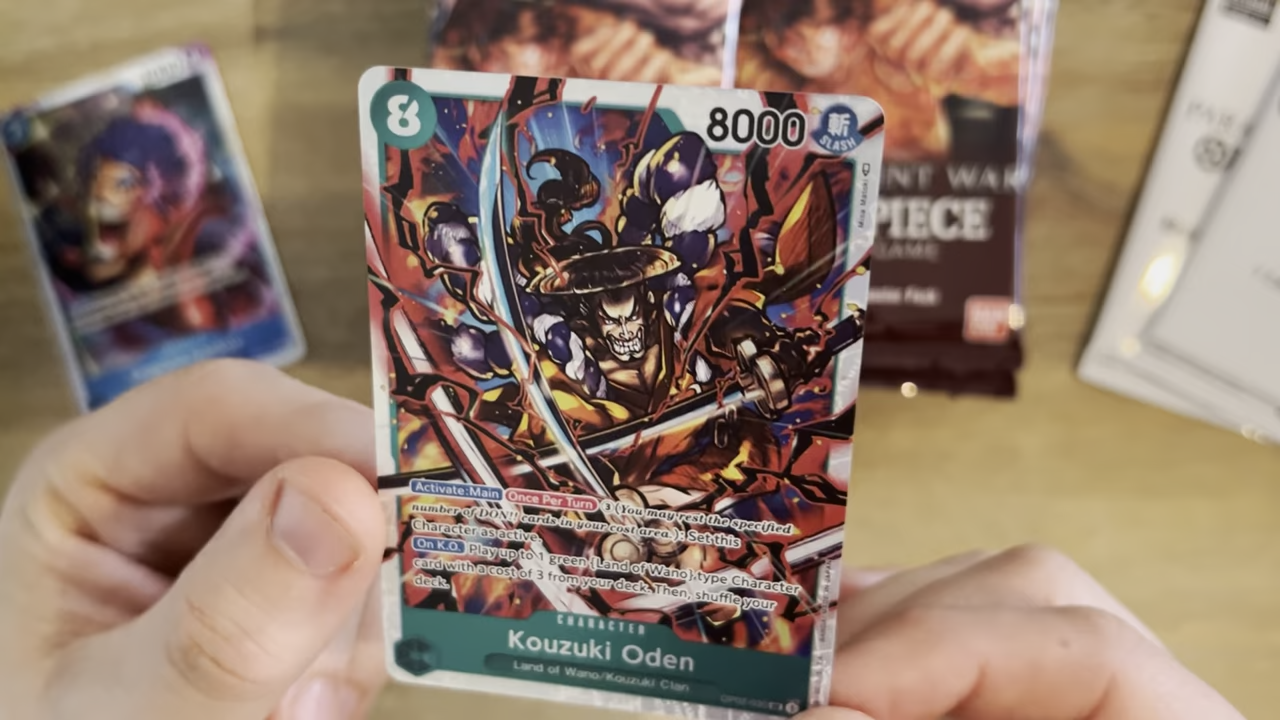 8
8000
斬
SLASH
Activate:Main Once Per Turn ③ (You may rest the specified
number of DON!! cards in your cost area.): Set this
Character as active.
On K.O. Play up to 1 green {Land of Wano} type Character
card with a cost of 3 from your deck. Then, shuffle your
deck.
CHARACTER
Kouzuki Oden
Land of Wano/Kouzuki Clan
NT WAR
PIECE
GAME